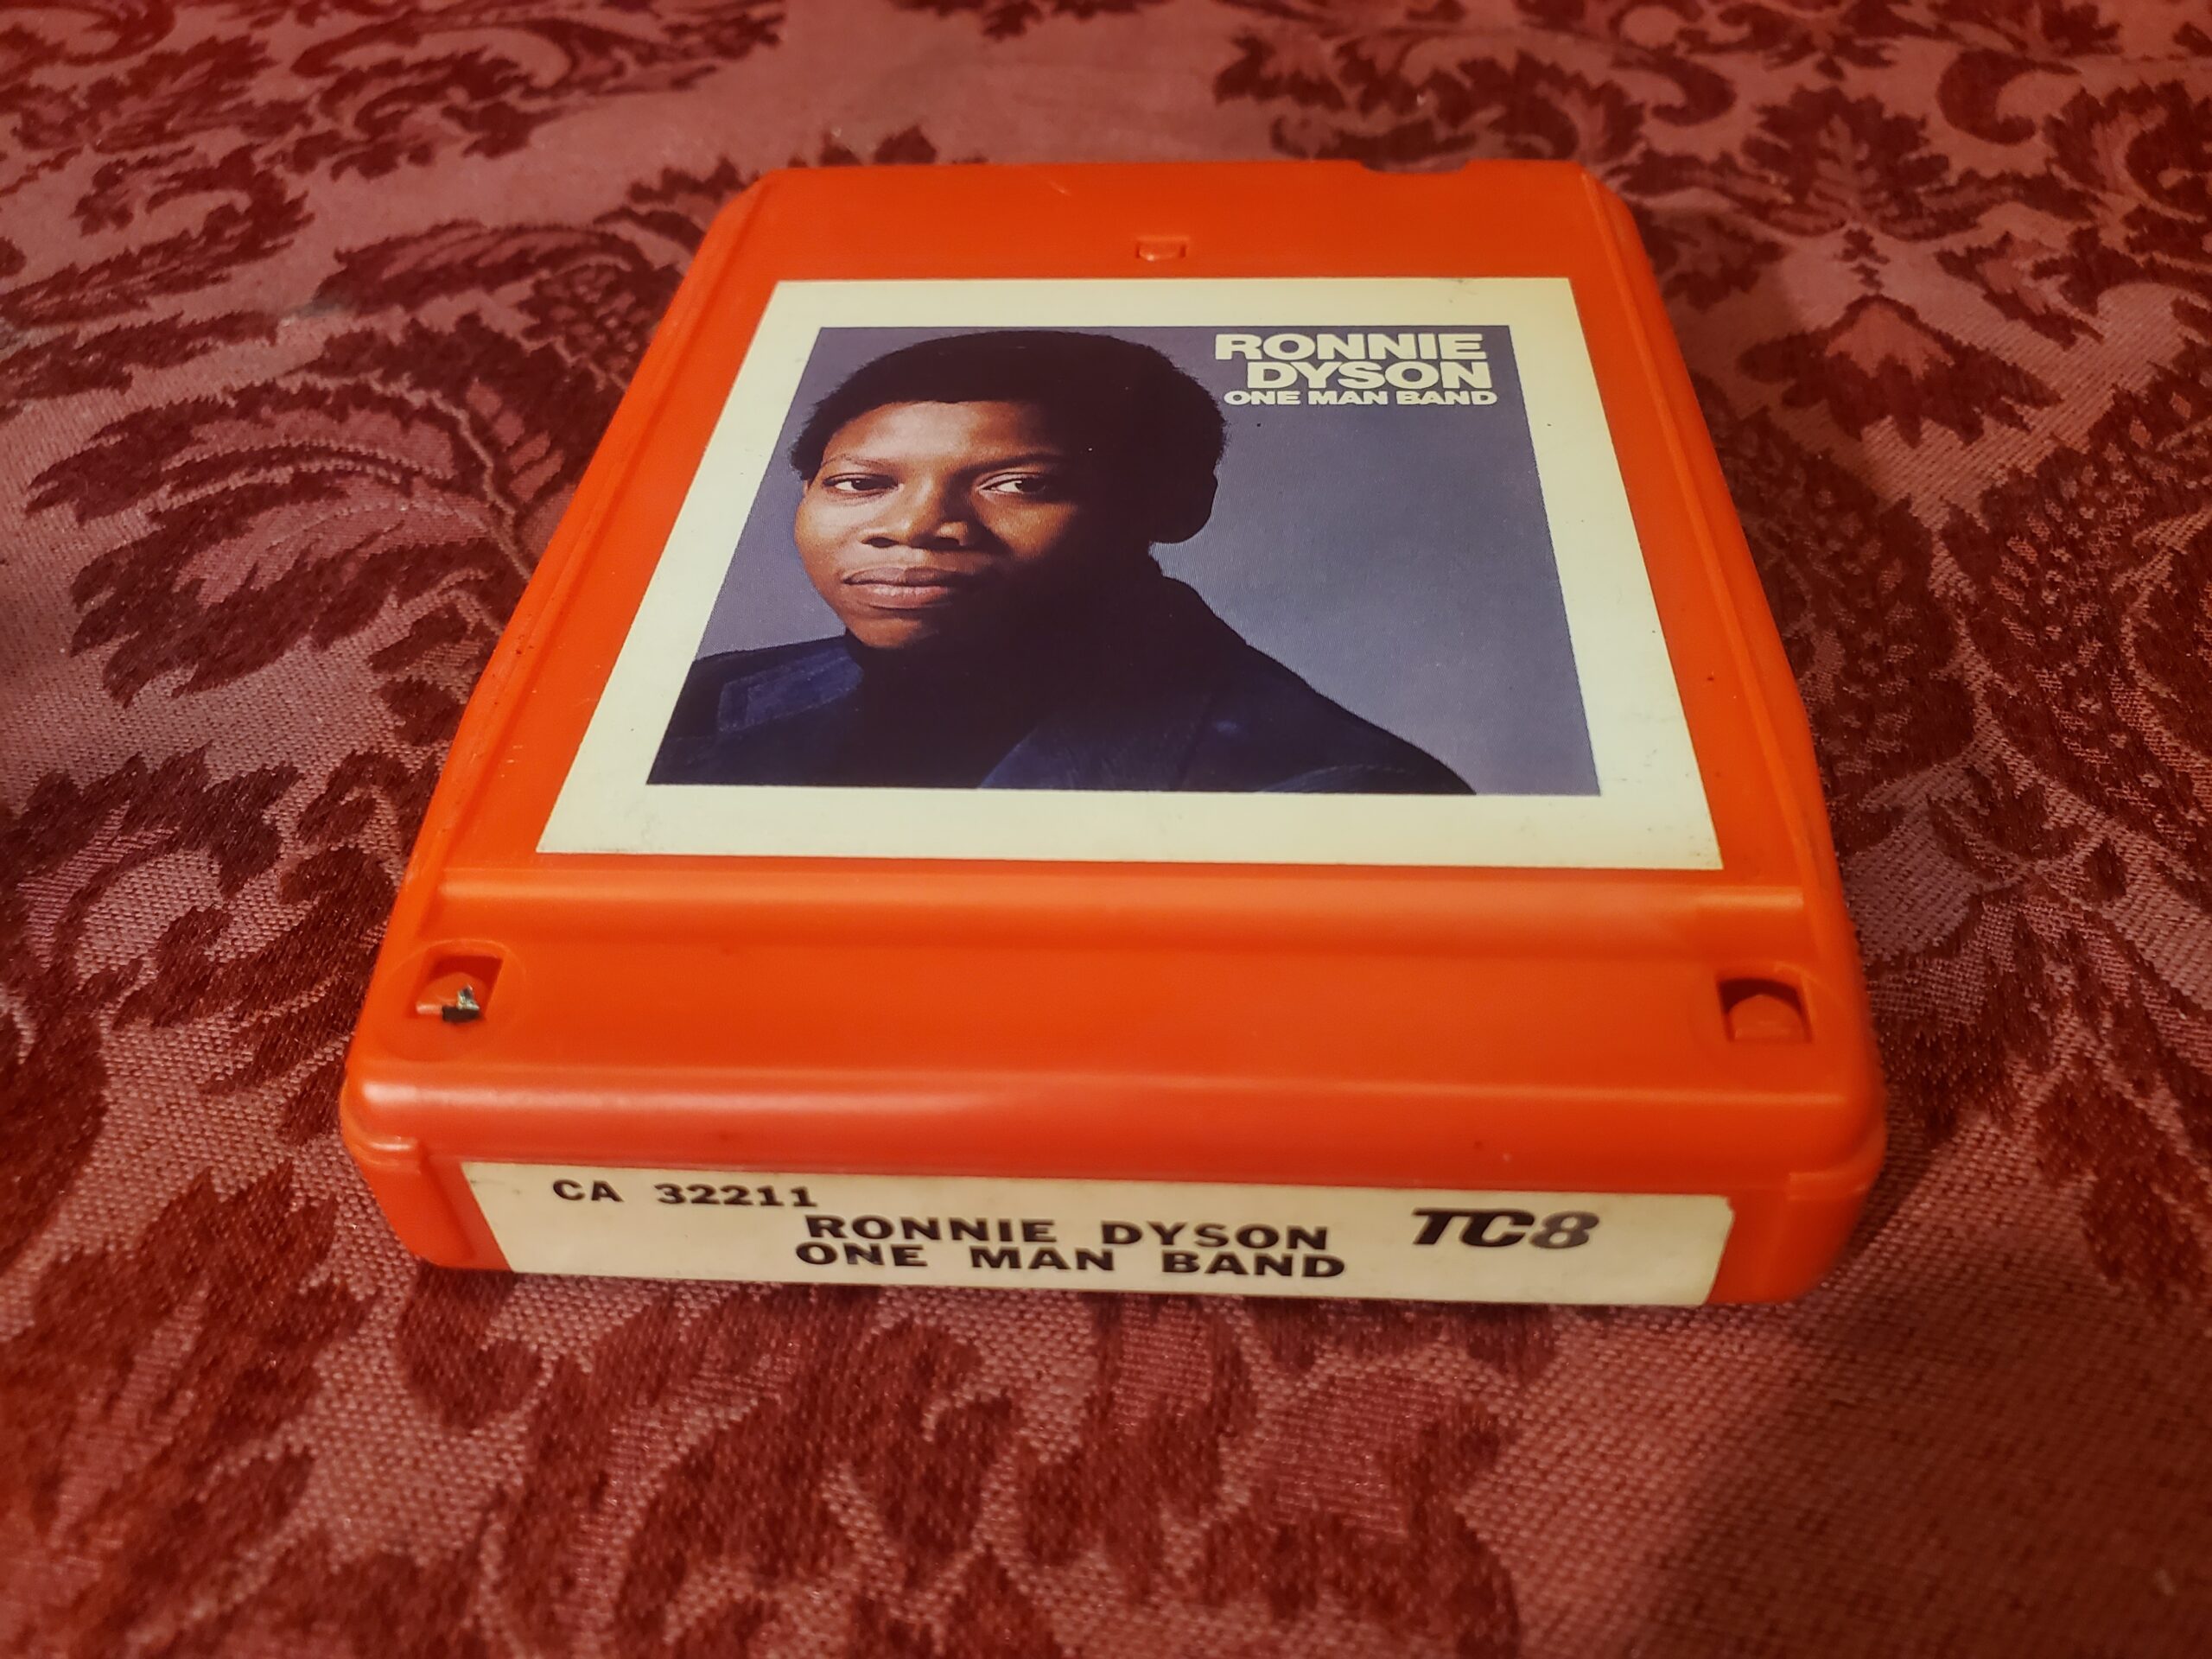 RONNIE
DYSON
ONE MAN BAND
CA 32211
RONNIE DYSON
ONE MAN BAND
TC8